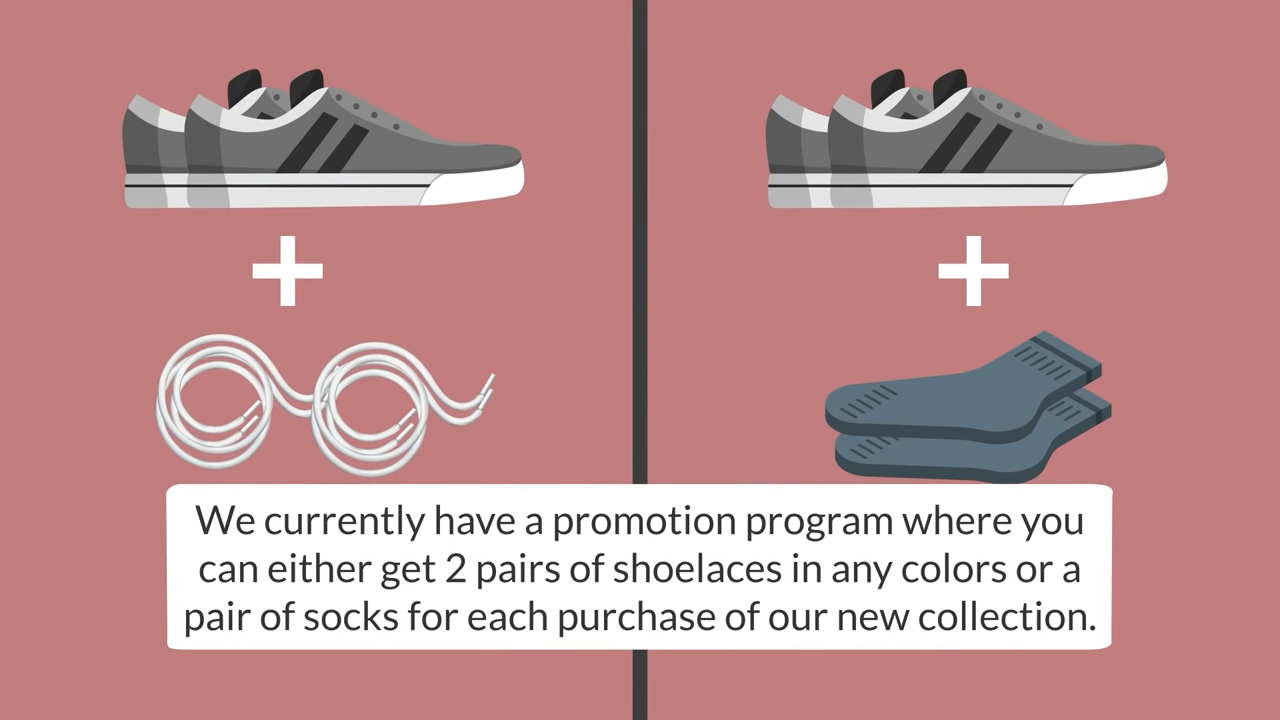 We currently have a promotion program where you
can either get 2 pairs of shoelaces in any colors or a
pair of socks for each purchase of our new collection.